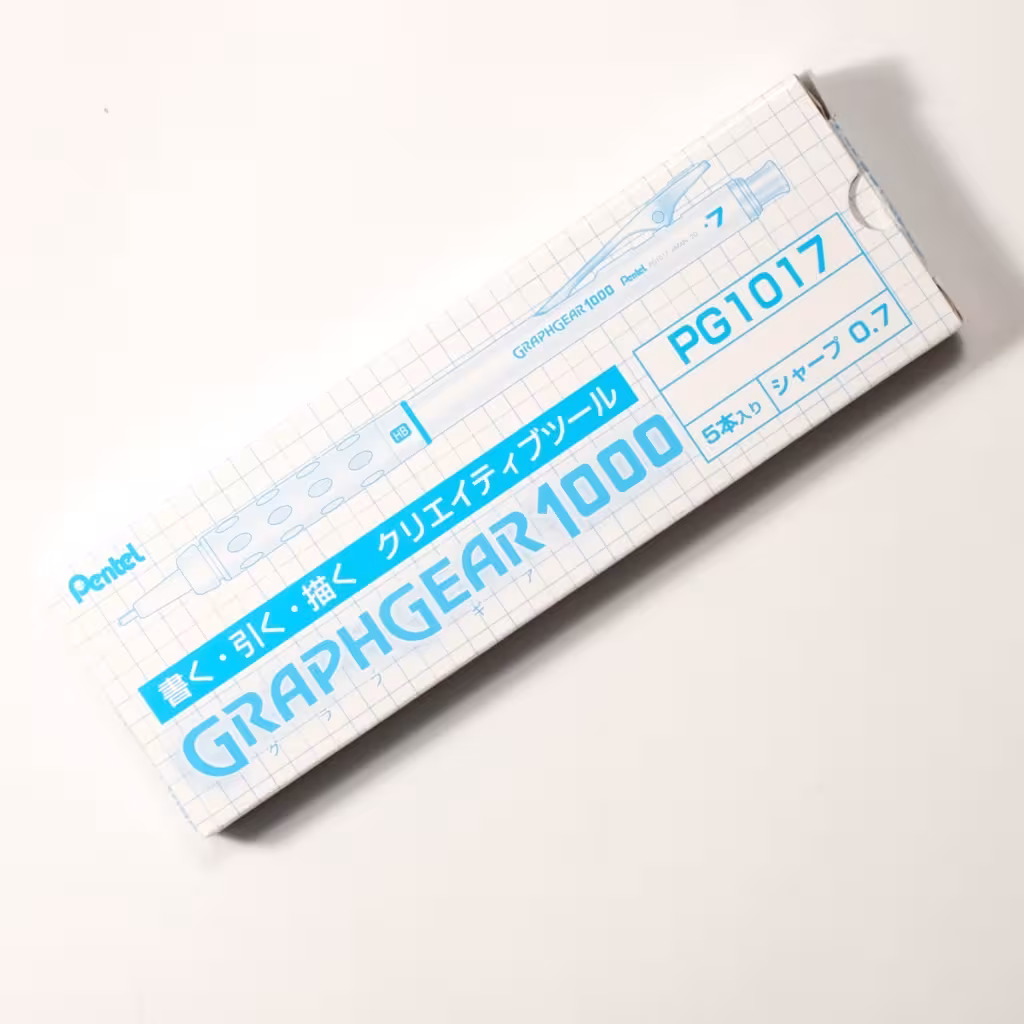 Pentel
GRAPHGEAR1000 Pentel
.7
HB
書く・引く・描く クリエイティブツール
GRAPHGEAR1000
グラフギア
PG1017
5本入り シャープ 0.7